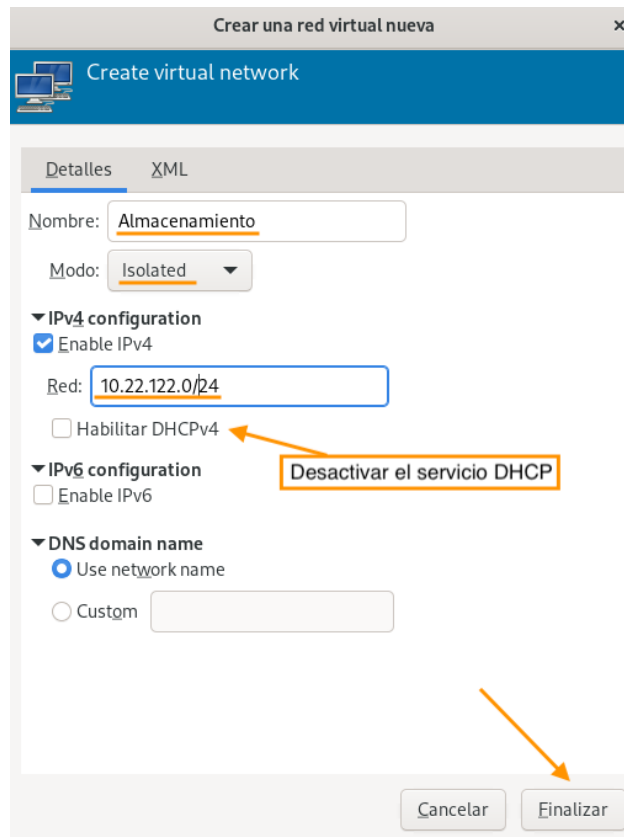 Crear una red virtual nueva ×
Create virtual network
Detalles XML
Nombre: Almacenamiento
Modo: Isolated
IPv4 configuration
Enable IPv4
Red: 10.22.122.0/24
Habilitar DHCPv4
Desactivar el servicio DHCP
IPv6 configuration
Enable IPv6
DNS domain name
Use network name
Custom
Cancelar Finalizar